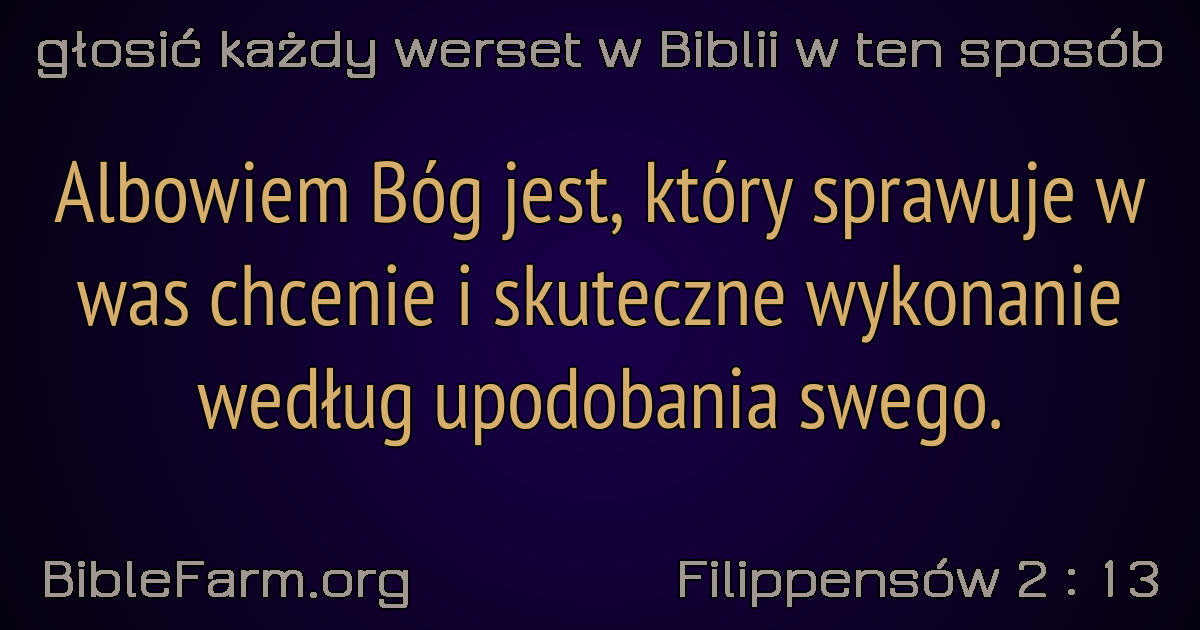 głosić każdy werset w Biblii w ten sposób
Albowiem Bóg jest, który sprawuje w
was chcenie i skuteczne wykonanie
według upodobania swego.
BibleFarm.org
Filippensów 2 : 13